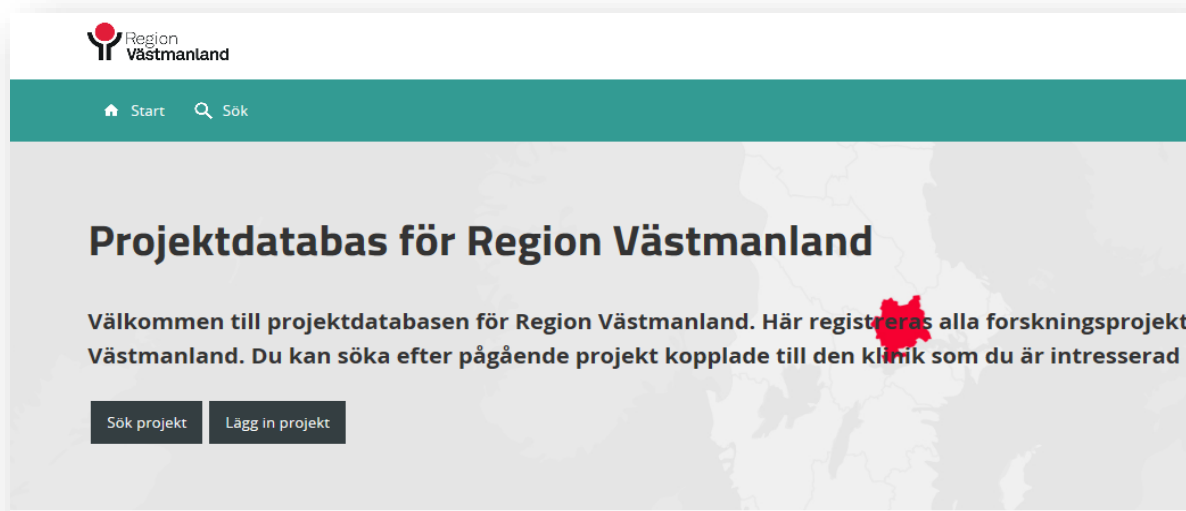 Region
Västmanland
Start Sök
Projektdatabas för Region Västmanland
Välkommen till projektdatabasen för Region Västmanland. Här registreras alla forskningsprojekt
Västmanland. Du kan söka efter pågående projekt kopplade till den klinik som du är intresserad
Sök projekt Lägg in projekt